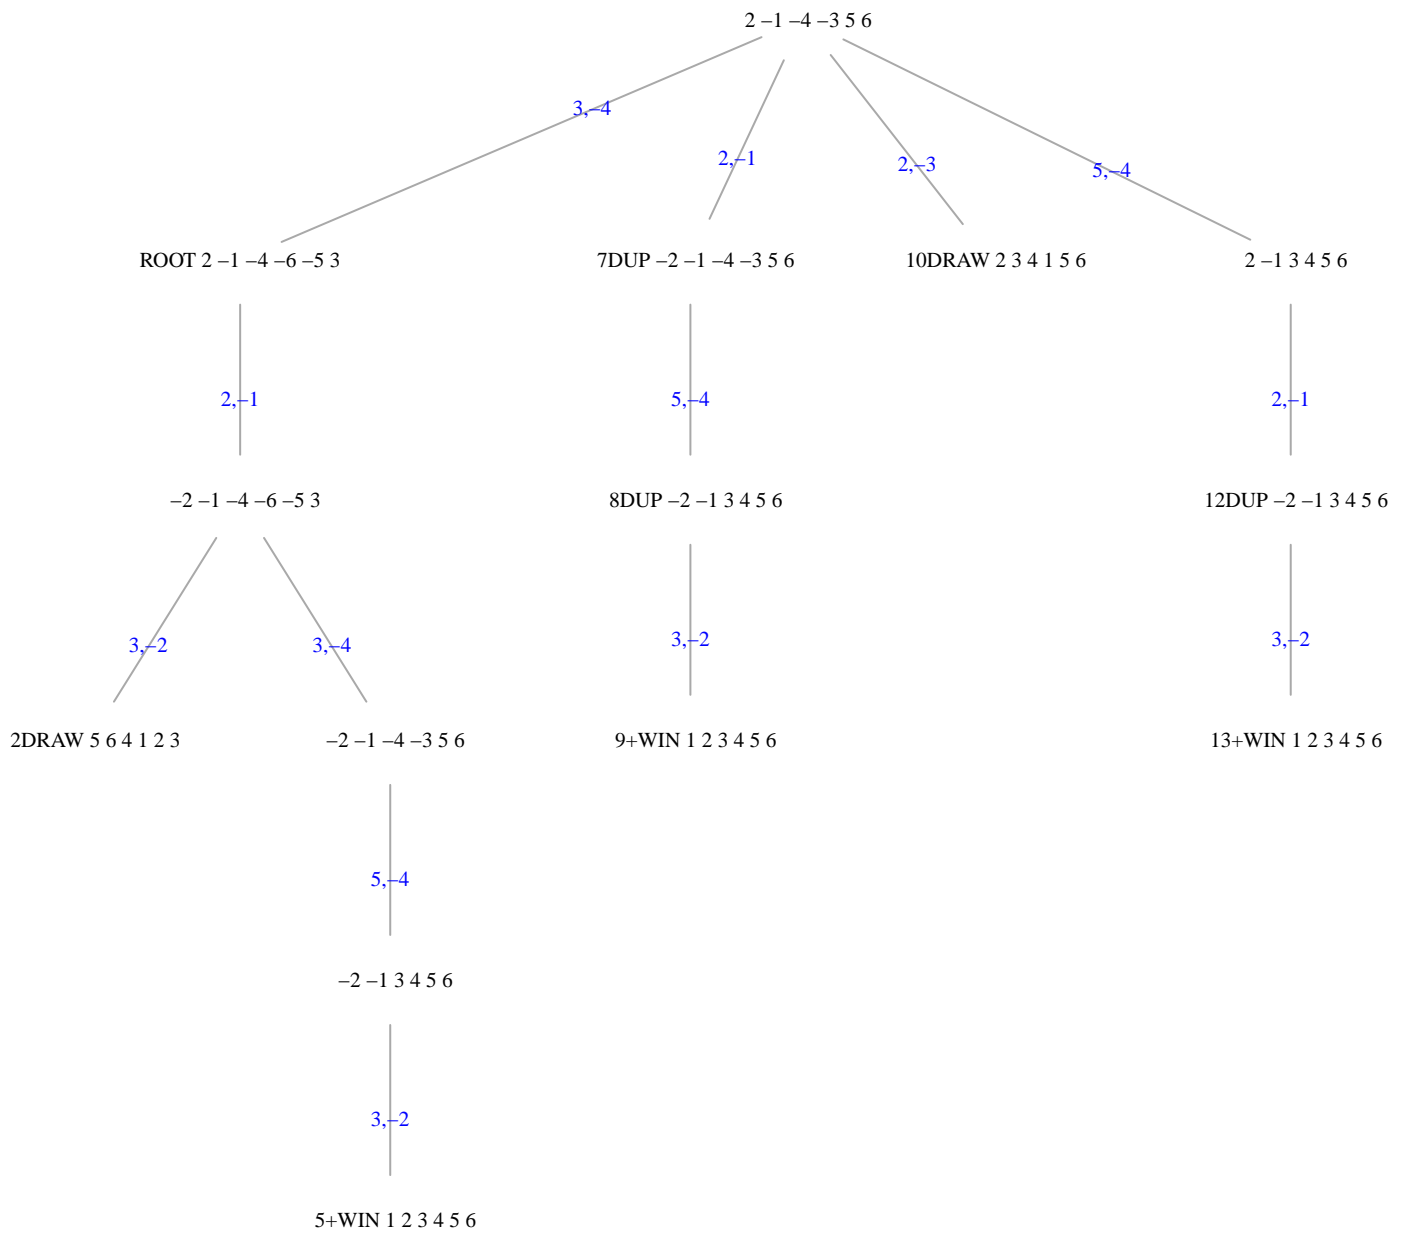 2 –1 –4 –3 5 6
3,–4
2,–1
2,–3
5,–4
ROOT 2 –1 –4 –6 –5 3
7DUP –2 –1 –4 –3 5 6
10DRAW 2 3 4 1 5 6
2 –1 3 4 5 6
2,–1
5,–4
2,–1
–2 –1 –4 –6 –5 3
8DUP –2 –1 3 4 5 6
12DUP –2 –1 3 4 5 6
3,–2
3,–4
3,–2
3,–2
2DRAW 5 6 4 1 2 3
–2 –1 –4 –3 5 6
9+WIN 1 2 3 4 5 6
13+WIN 1 2 3 4 5 6
5,–4
–2 –1 3 4 5 6
3,–2
5+WIN 1 2 3 4 5 6